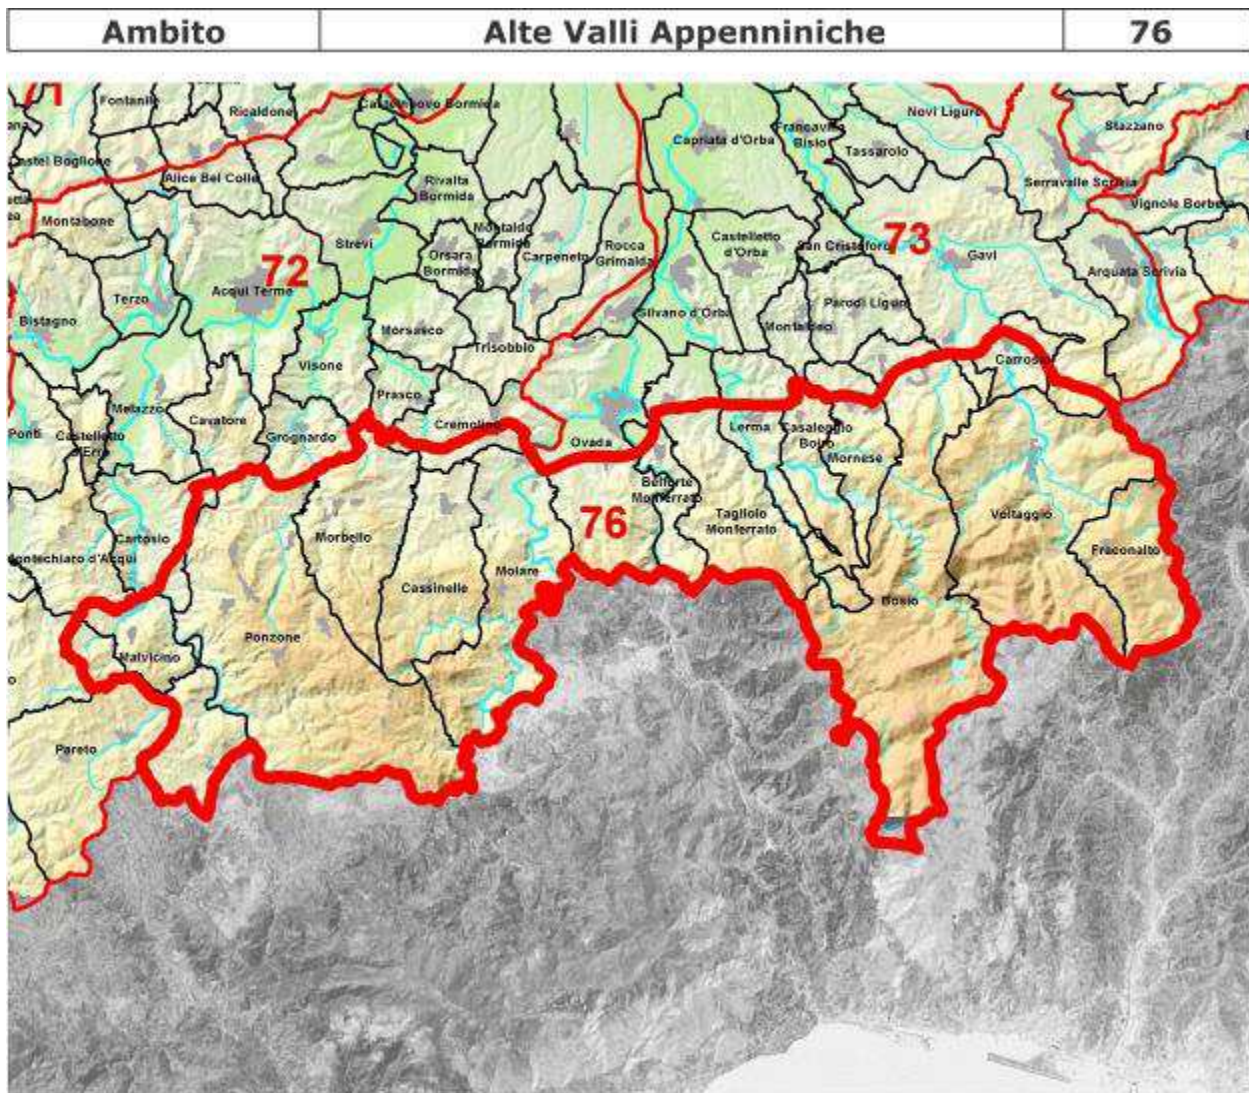 Ambito Alte Valli Appenniniche 76
71
Fontanile
Ricaldone
Castelnuovo Bormida
Capriata d'Orba
Francavilla
Bisio
Novi Ligure
Stazzano
Tassarolo
Castel Boglione
Alice Bel Colle
Rivalta
Bormida
Serravalle Scrivia
Vignole Borbera
Montabone
Strevi
Montaldo
Bormida
Orsara
Bormida
Carpeneto
Rocca
Grimalda
Castelletto
d'Orba
San Cristoforo
73
Gavi
Arquata Scrivia
72
Acqui Terme
Terzo
Bistagno
Silvano d'Orba
Parodi Ligure
Montaldeo
Morsasco
Trisobbio
Visone
Carrosio
Prasco
Melazzo
Cavatore
Cremolino
Grognardo
Ponti
Castelletto
d'Erro
Ovada
Lerma
Casaleggio
Boiro
Mornese
Belforte
Monferrato
Tagliolo
Monferrato
76
Voltaggio
Cartosio
Montechiaro d'Acqui
Morbello
Fraconalto
Molare
Cassinelle
Bosio
Ponzone
Malvicino
Pareto